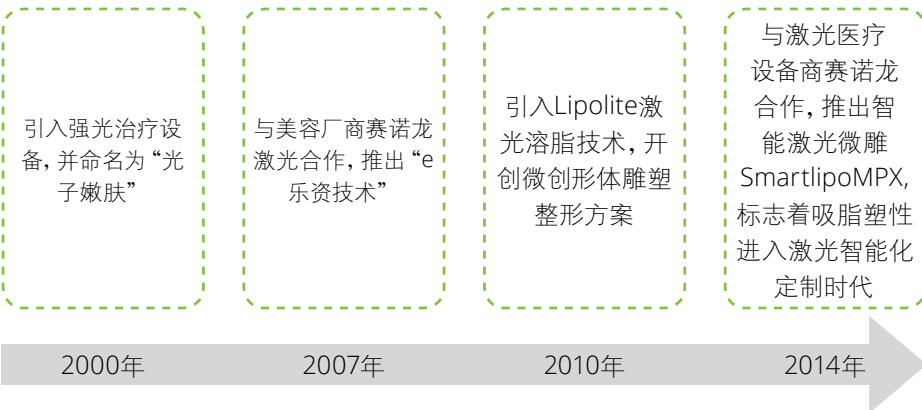 引入强光治疗设
备，并命名为“光
子嫩肤”
与美容厂商赛诺龙
激光合作，推出“e
乐资技术”
引入Lipolite激
光溶脂技术，开
创微创形体雕塑
整形方案
与激光医疗
设备商赛诺龙
合作，推出智
能激光微雕
SmartlipoMPX,
标志着吸脂塑性
进入激光智能化
定制时代
2000年
2007年
2010年
2014年